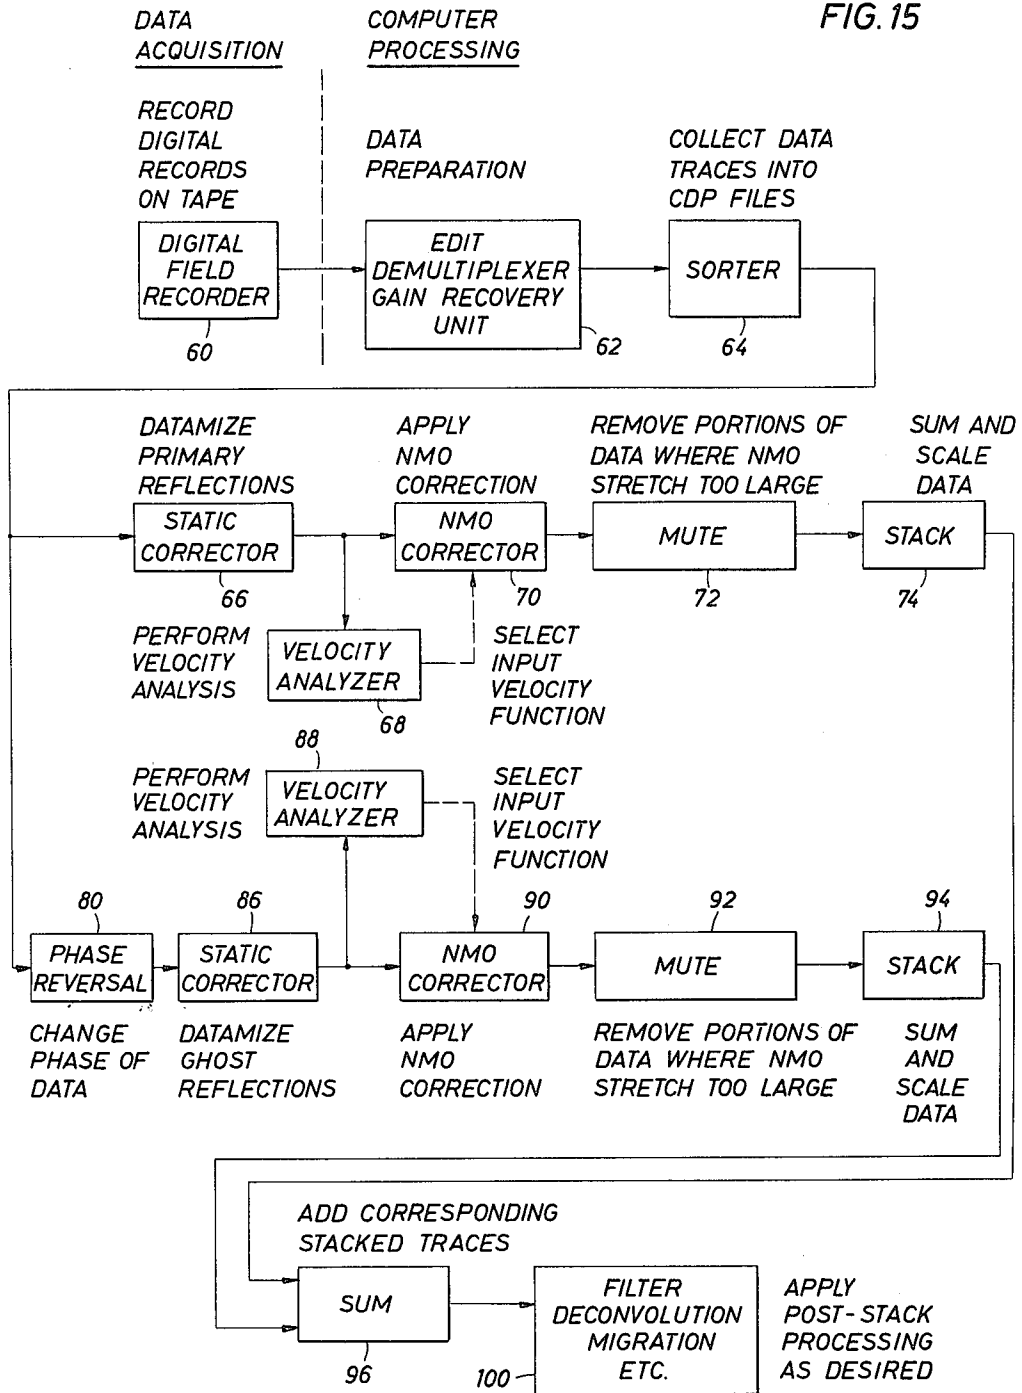 FIG. 15
DATA
ACQUISITION
COMPUTER
PROCESSING
RECORD
DIGITAL
RECORDS
ON TAPE
DATA
PREPARATION
COLLECT DATA
TRACES INTO
CDP FILES
DIGITAL
FIELD
RECORDER
60
EDIT
DEMULTIPLEXER
GAIN RECOVERY
UNIT
62
SORTER
64
DATAMIZE
PRIMARY
REFLECTIONS
APPLY
NMO
CORRECTION
REMOVE PORTIONS OF
DATA WHERE NMO
STRETCH TOO LARGE
SUM AND
SCALE
DATA
STATIC
CORRECTOR
66
NMO
CORRECTOR
70
MUTE
72
STACK
74
PERFORM
VELOCITY
ANALYSIS
VELOCITY
ANALYZER
68
SELECT
INPUT
VELOCITY
FUNCTION
PERFORM
VELOCITY
ANALYSIS
88
VELOCITY
ANALYZER
SELECT
INPUT
VELOCITY
FUNCTION
80
PHASE
REVERSAL
86
STATIC
CORRECTOR
90
NMO
CORRECTOR
92
MUTE
94
STACK
CHANGE
PHASE OF
DATA
DATAMIZE
GHOST
REFLECTIONS
APPLY
NMO
CORRECTION
REMOVE PORTIONS OF
DATA WHERE NMO
STRETCH TOO LARGE
SUM
AND
SCALE
DATA
ADD CORRESPONDING
STACKED TRACES
SUM
96
FILTER
DECONVOLUTION
MIGRATION
ETC.
100
APPLY
POST-STACK
PROCESSING
AS DESIRED